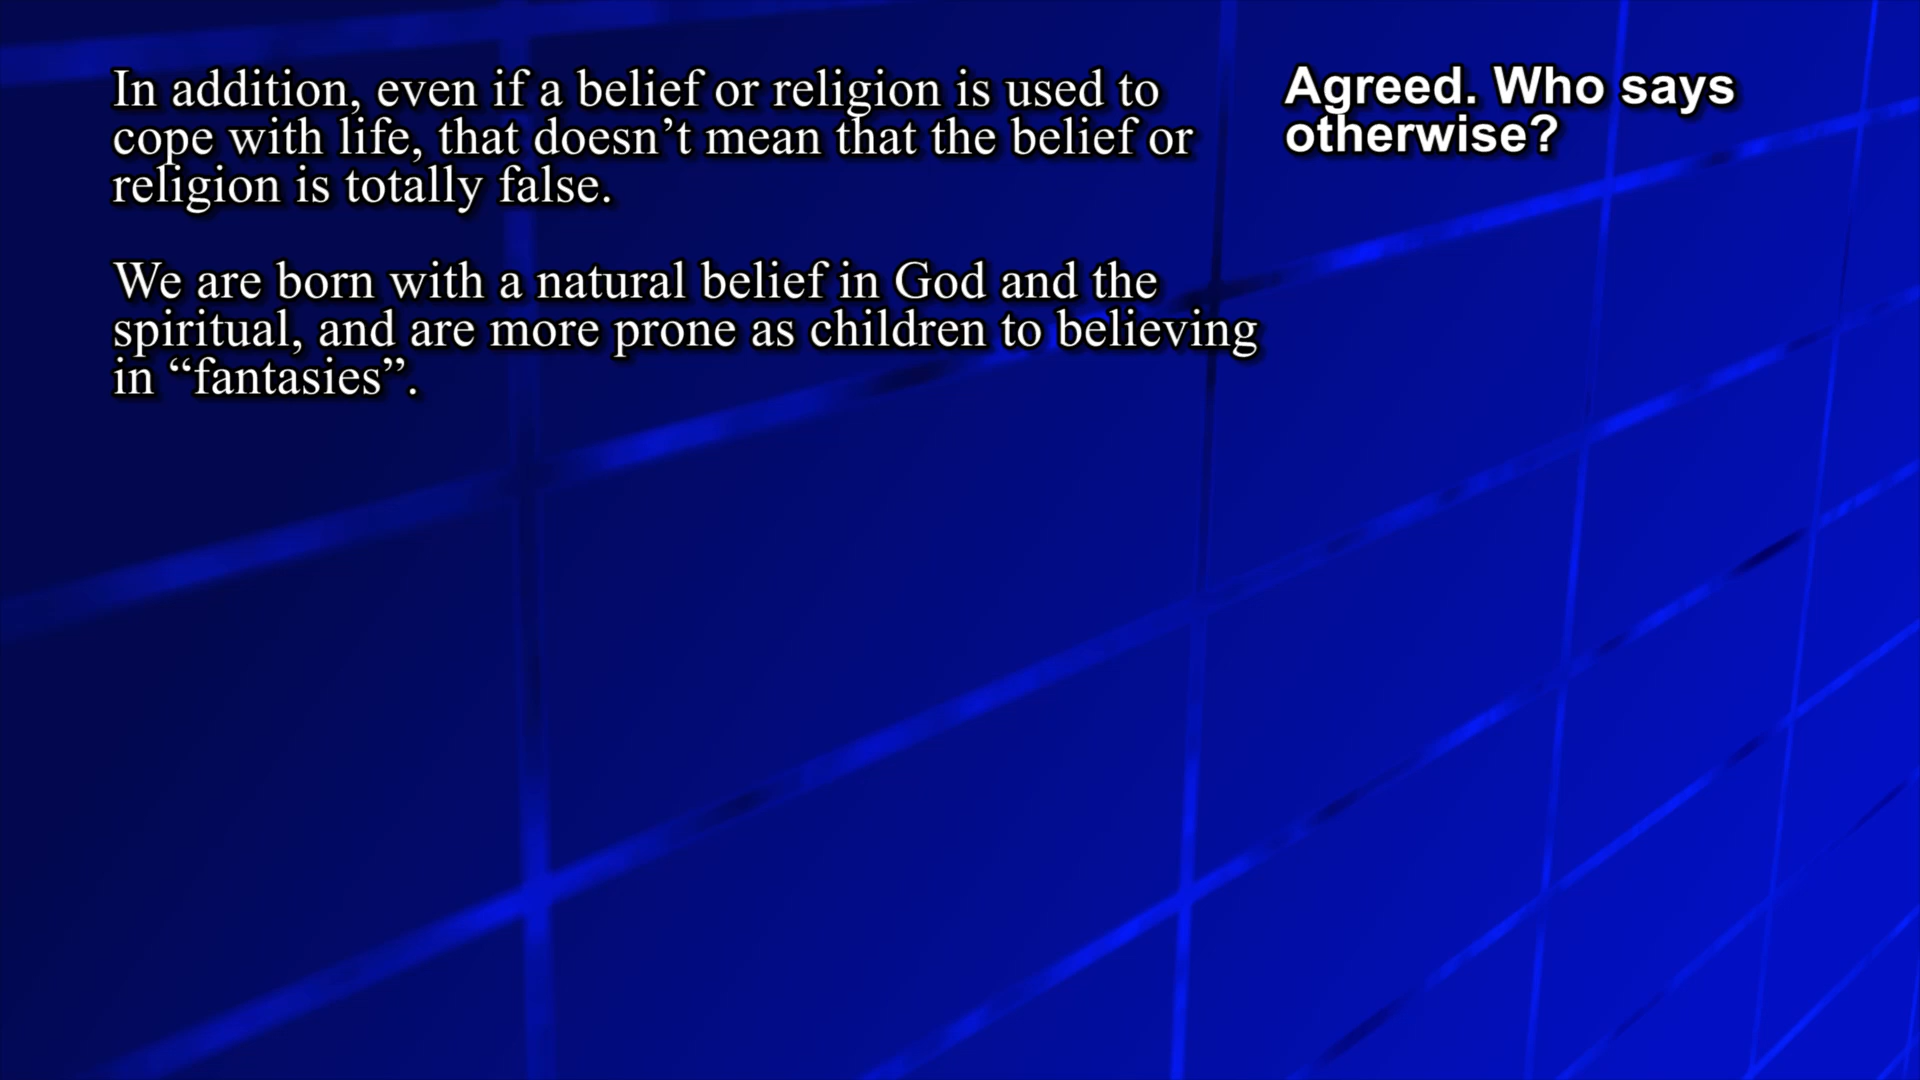 In addition, even if a belief or religion is used to
cope with life, that doesn’t mean that the belief or
religion is totally false.
We are born with a natural belief in God and the
spiritual, and are more prone as children to believing
in “fantasies”.
Agreed. Who says
otherwise?